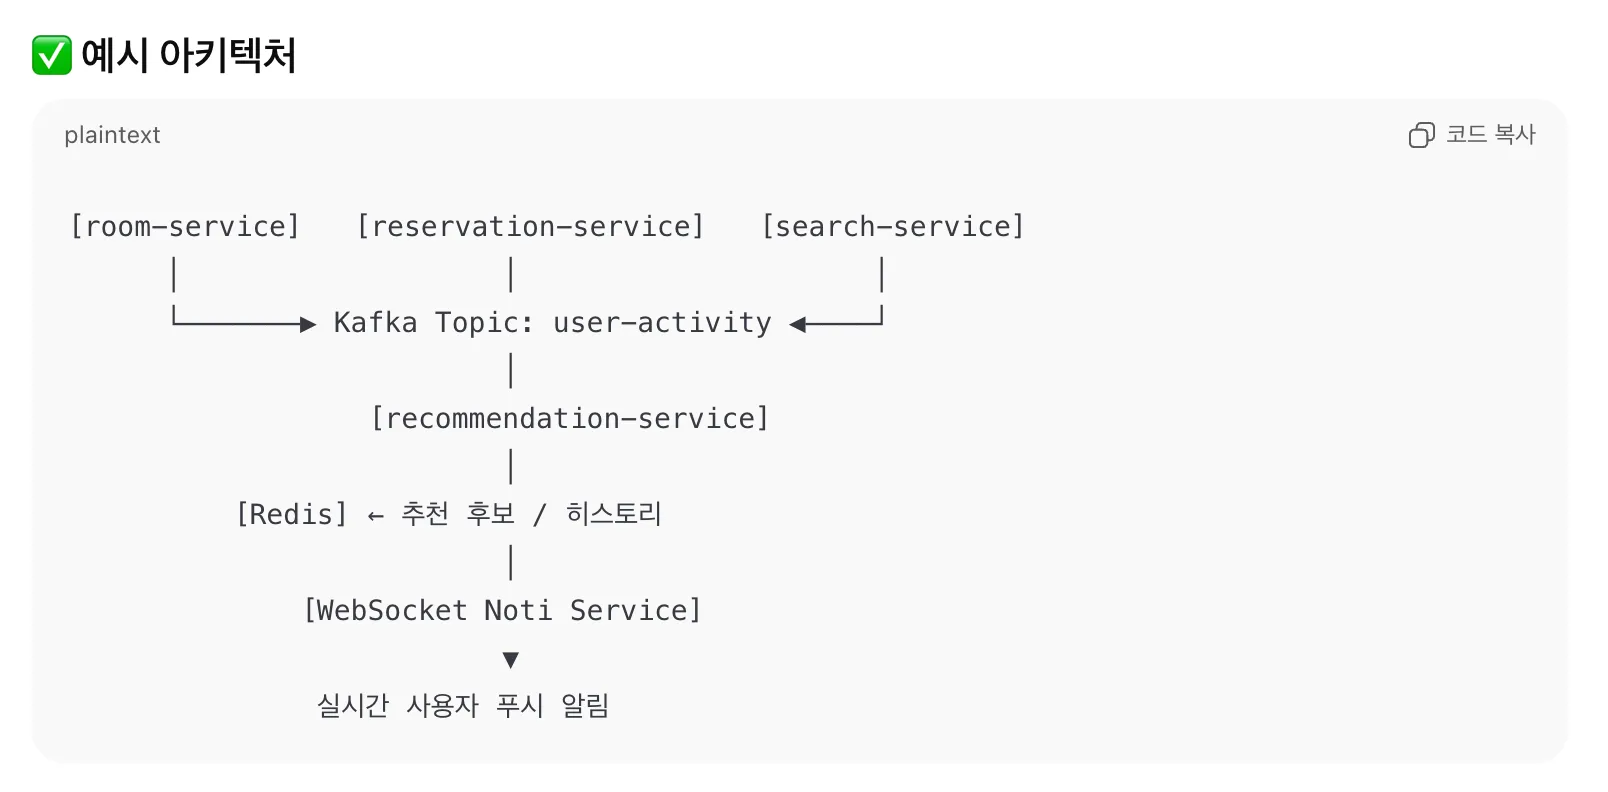 ✅ 예시 아키텍처
plaintext
코드 복사
[room-service] [reservation-service] [search-service]
Kafka Topic: user-activity
[recommendation-service]
[Redis] ← 추천 후보 / 히스토리
[WebSocket Noti Service]
실시간 사용자 푸시 알림